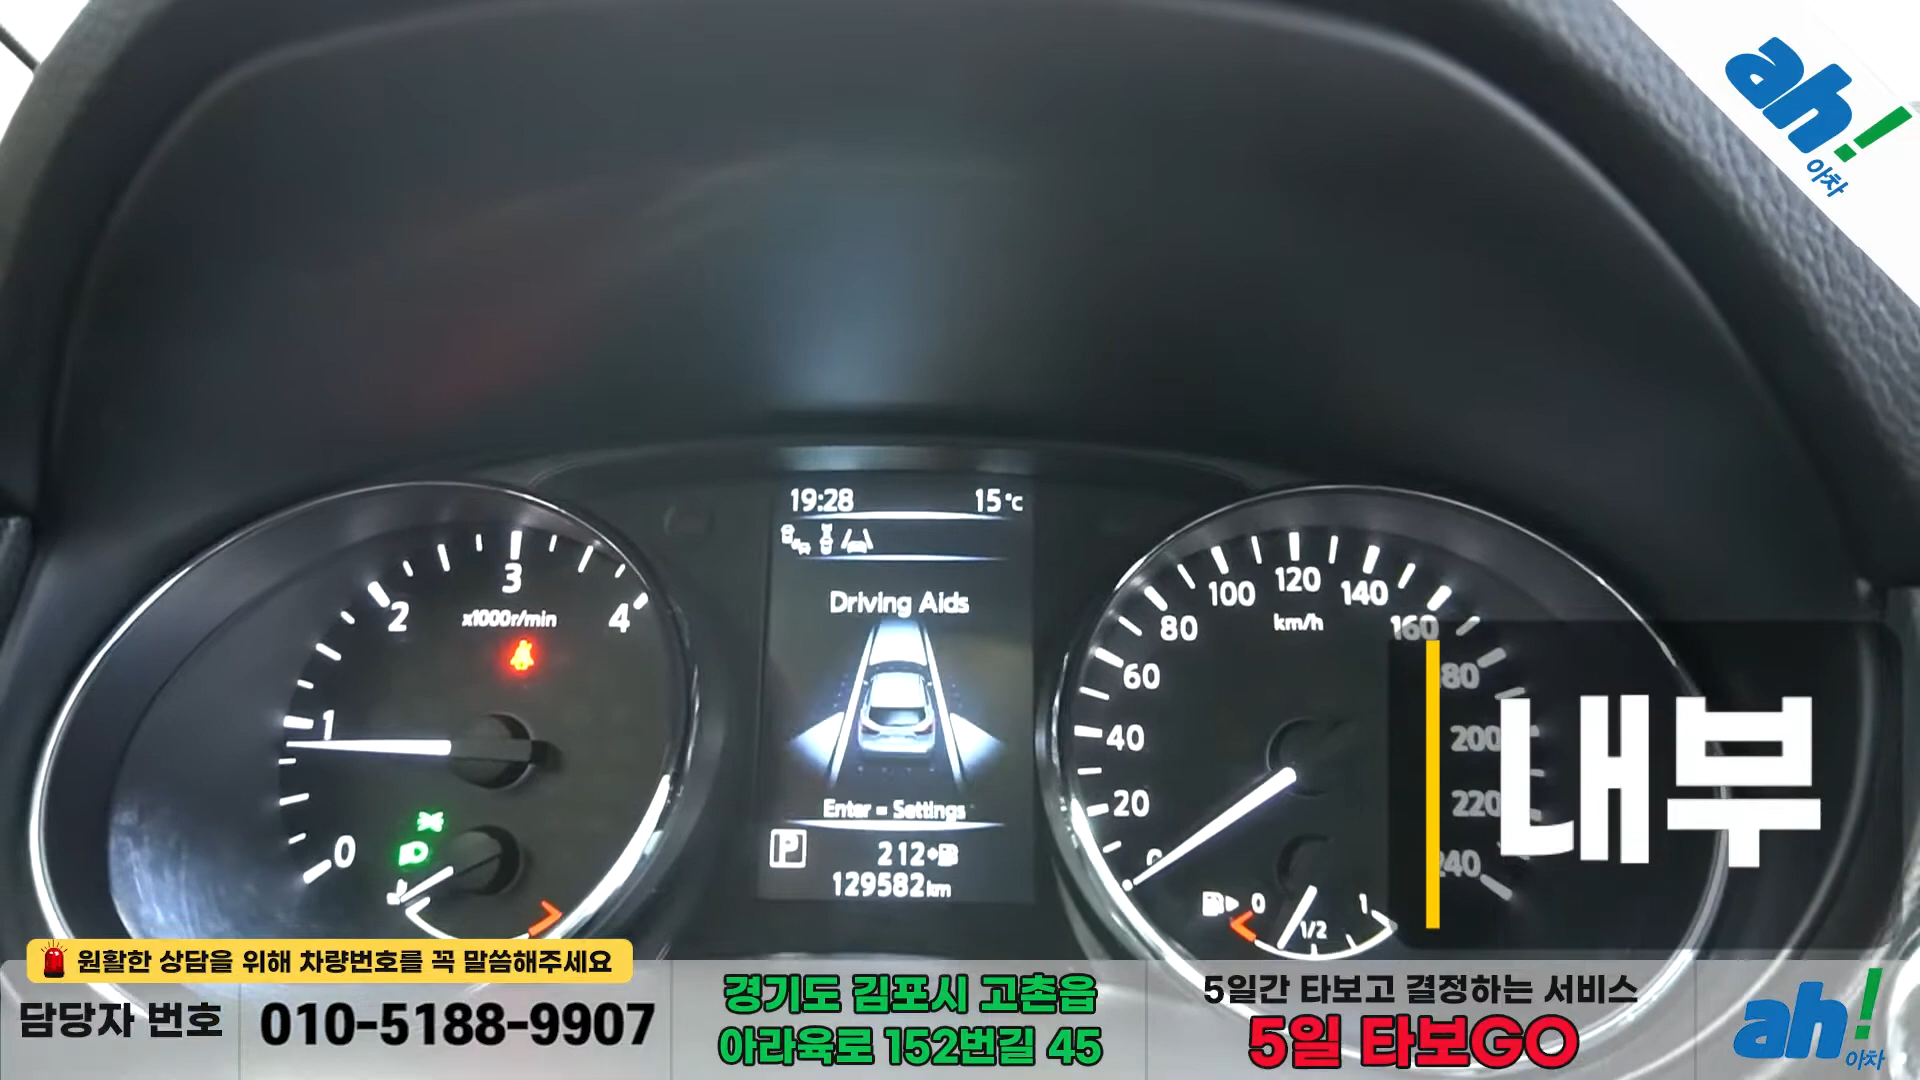 ah!
아차
19:28 15°c
Driving Aids
Enter = Settings
P
212
129582km
0 1 2 3 4
x1000r/min
0 20 40 60 80 100 120 140 160 80 200 220 240
km/h
0 1/2 1
내부
원활한 상담을 위해 차량번호를 꼭 말씀해주세요
담당자 번호 010-5188-9907
경기도 김포시 고촌읍
아라육로 152번길 45
5일간 타보고 결정하는 서비스
5일 타보GO
ah!
아차